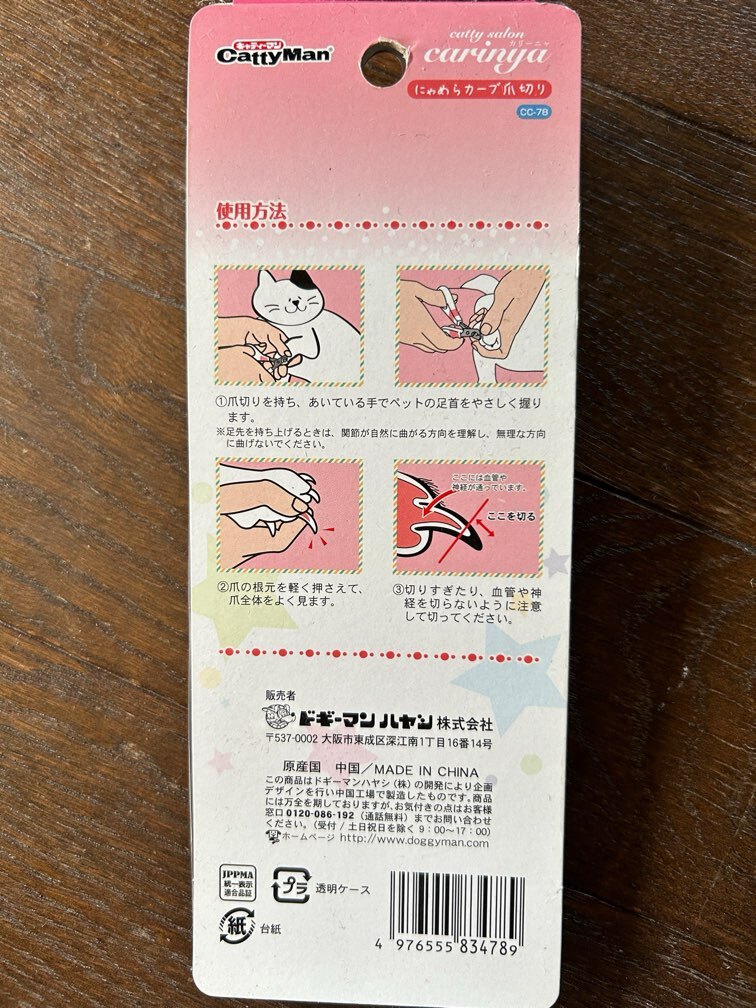 キャティーマン
CattyMan
catty salon
カリーニャ
carinya
にゃめらカーブ爪切り
CC-78
使用方法
①爪切りを持ち、あいている手でペットの足首をやさしく握り
ます。
※足先を持ち上げるときは、関節が自然に曲がる方向を理解し、無理な方向
に曲げないでください。
ここには血管や
神経が通っています。
ここを切る
②爪の根元を軽く押さえて、
爪全体をよく見ます。
③切りすぎたり、血管や神
経を切らないように注意
して切ってください。
販売者
ドギーマンハヤシ株式会社
〒537-0002 大阪市東成区深江南1丁目16番14号
原産国 中国／MADE IN CHINA
この商品はドギーマンハヤシ（株）の開発により企画
デザインを行い中国工場で製造したものです。商品
には万全を期しておりますが、お気付きの点はお客様
窓口 0120-086-192（通話無料）までお問い合わせ
ください。（受付／土日祝日を除く 9：00〜17：00）
ホームページ http://www.doggyman.com
JPPMA
統一表示
適合品証
プラ 透明ケース
紙 台紙
4 976555 834789